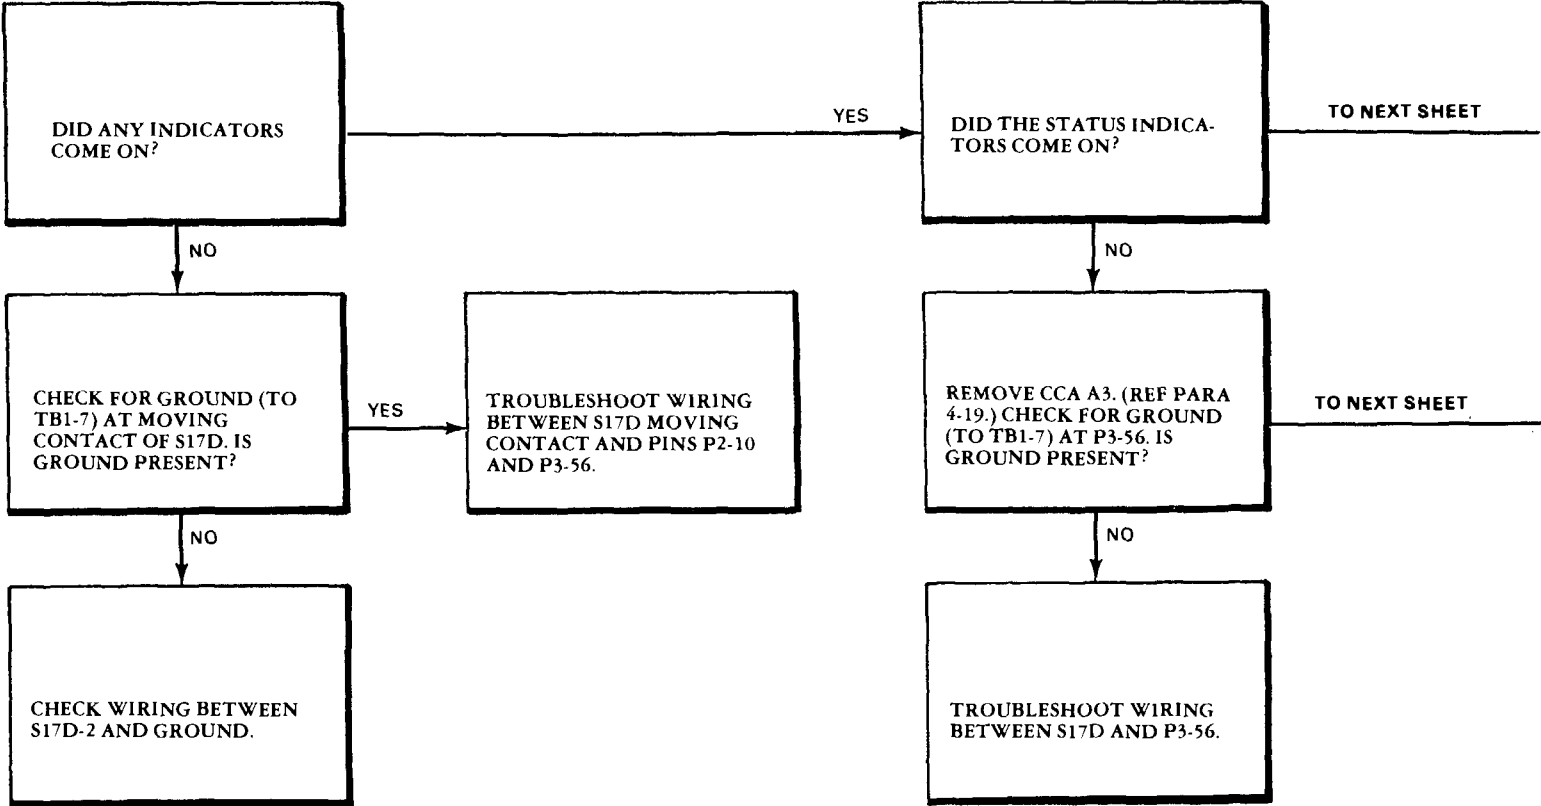 DID ANY INDICATORS
COME ON?
YES
DID THE STATUS INDICA-
TORS COME ON?
TO NEXT SHEET
NO
NO
CHECK FOR GROUND (TO
TB1-7) AT MOVING
CONTACT OF S17D. IS
GROUND PRESENT?
YES
TROUBLESHOOT WIRING
BETWEEN S17D MOVING
CONTACT AND PINS P2-10
AND P3-56.
REMOVE CCA A3. (REF PARA
4-19.) CHECK FOR GROUND
(TO TB1-7) AT P3-56. IS
GROUND PRESENT?
TO NEXT SHEET
NO
NO
CHECK WIRING BETWEEN
S17D-2 AND GROUND.
TROUBLESHOOT WIRING
BETWEEN S17D AND P3-56.